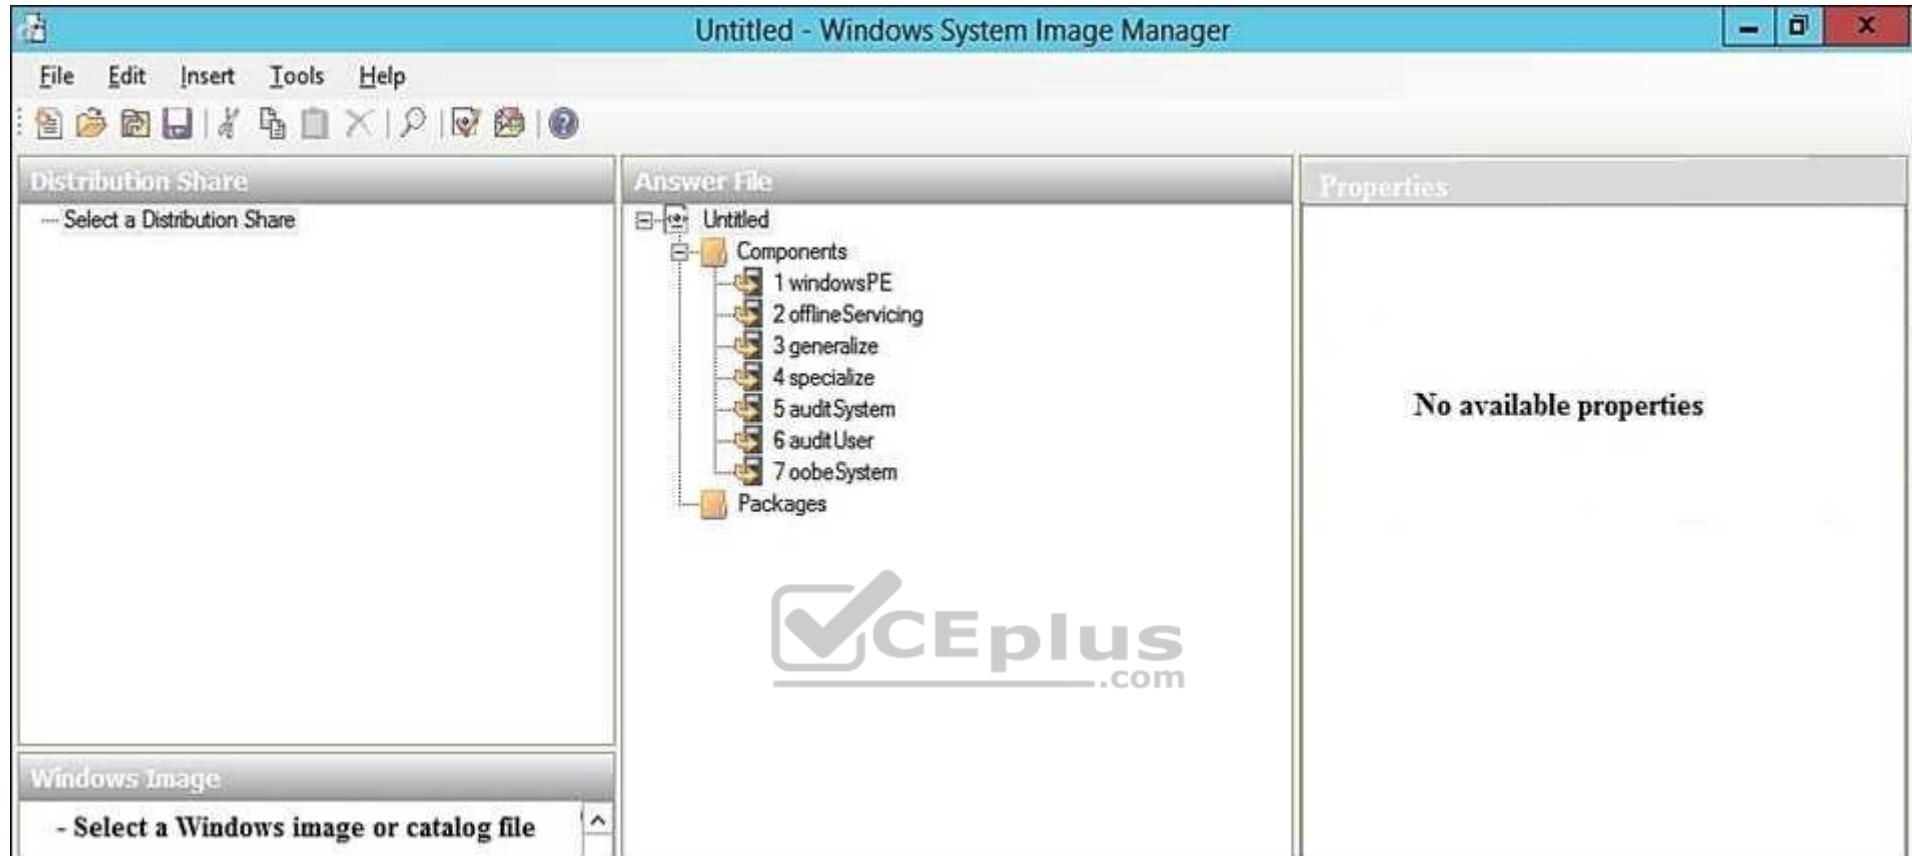 Untitled - Windows System Image Manager
File Edit Insert Tools Help
Distribution Share
Select a Distribution Share
Answer File
Untitled
Components
1 windowsPE
2 offlineServicing
3 generalize
4 specialize
5 auditSystem
6 auditUser
7 oobeSystem
Packages
Properties
No available properties
CEplus
.com
Windows Image
- Select a Windows image or catalog file